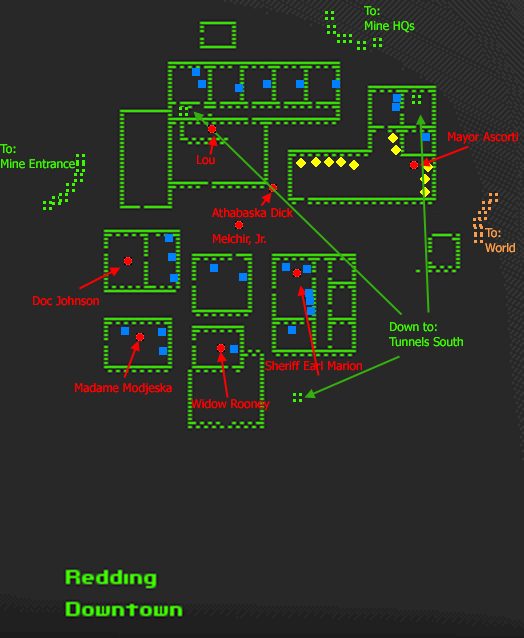 To:
Mine HQs
Mayor Ascorti
To:
Mine Entrance
Lou
Athabaska Dick
Melchir, Jr.
To:
World
Doc Johnson
Down to:
Tunnels South
Sheriff Earl Marion
Madame Modjeska
Widow Rooney
Redding
Downtown